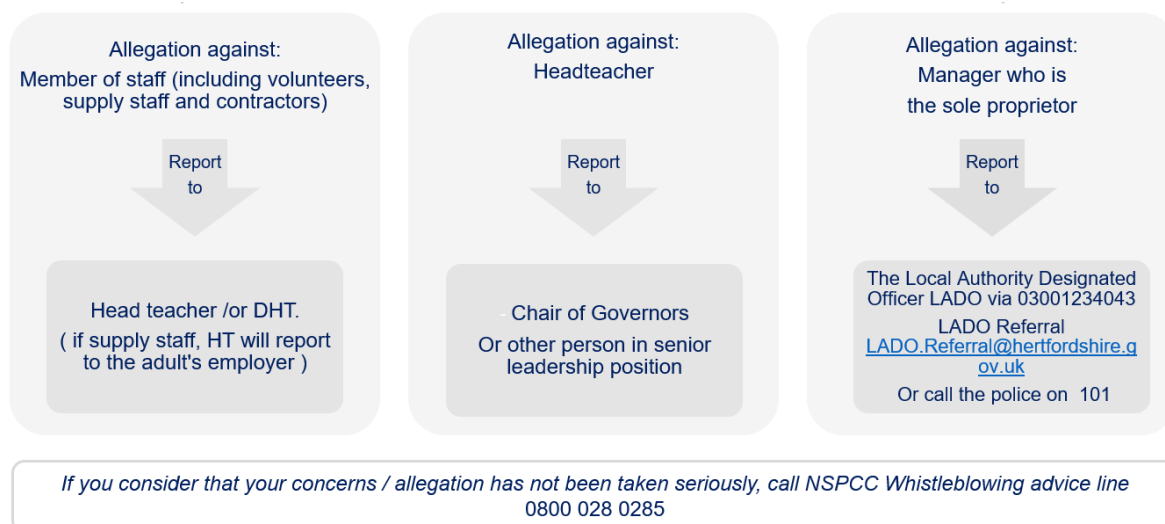 Allegation against:
Member of staff (including volunteers,
supply staff and contractors)
Report
to
Head teacher /or DHT.
( if supply staff, HT will report
to the adult's employer )
Allegation against:
Headteacher
Report
to
- Chair of Governors
Or other person in senior
leadership position
Allegation against:
Manager who is
the sole proprietor
Report
to
The Local Authority Designated
Officer LADO via 03001234043
LADO Referral
LADO.Referral@hertfordshire.g
ov.uk
Or call the police on 101
If you consider that your concerns / allegation has not been taken seriously, call NSPCC Whistleblowing advice line
0800 028 0285